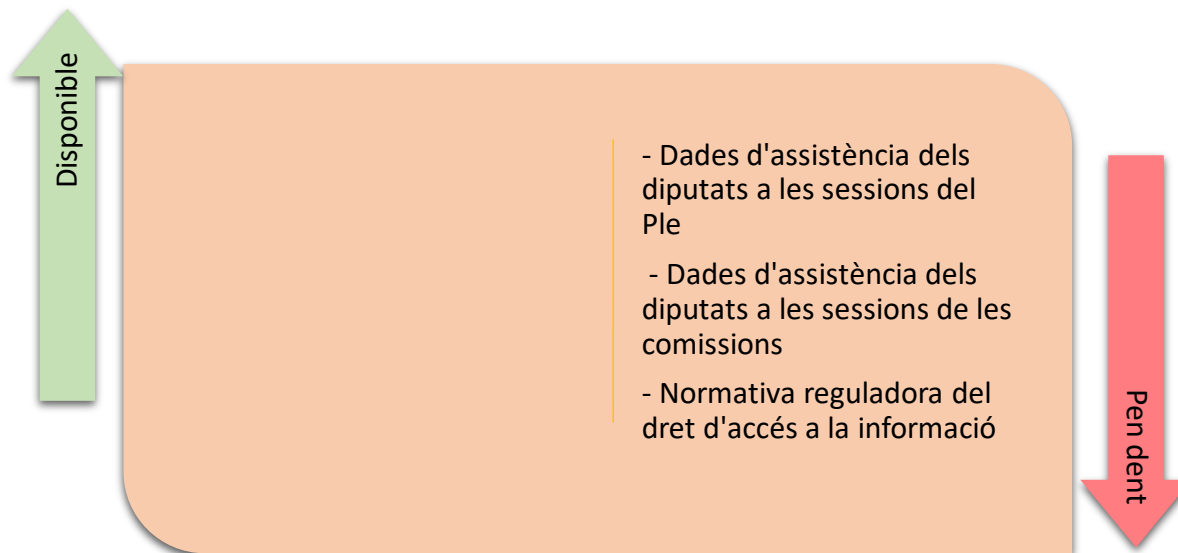 Disponible
- Dades d'assistència dels
diputats a les sessions del
Ple
- Dades d'assistència dels
diputats a les sessions de les
comissions
- Normativa reguladora del
dret d'accés a la informació
Pen dent